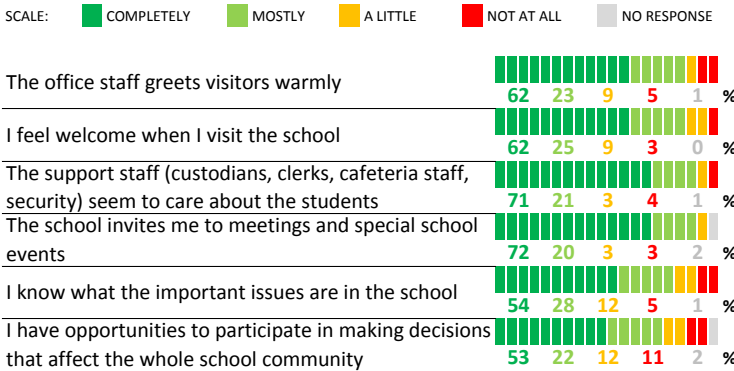 SCALE: COMPLETELY MOSTLY A LITTLE NOT AT ALL NO RESPONSE
The office staff greets visitors warmly
62 23 9 5 1 %
I feel welcome when I visit the school
62 25 9 3 0 %
The support staff (custodians, clerks, cafeteria staff,
security) seem to care about the students
71 21 3 4 1 %
The school invites me to meetings and special school
events
72 20 3 3 2 %
I know what the important issues are in the school
54 28 12 5 1 %
I have opportunities to participate in making decisions
that affect the whole school community
53 22 12 11 2 %